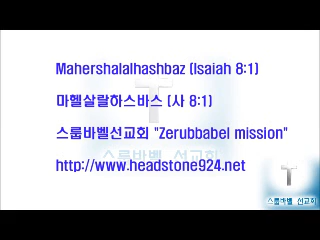 Mahershalalhashbaz (Isaiah 8:1)
마헬살랄하스바스 (사 8:1)
스룹바벨선교회 "Zerubbabel mission"
http://www.headstone924.net
스룹바벨 선교회